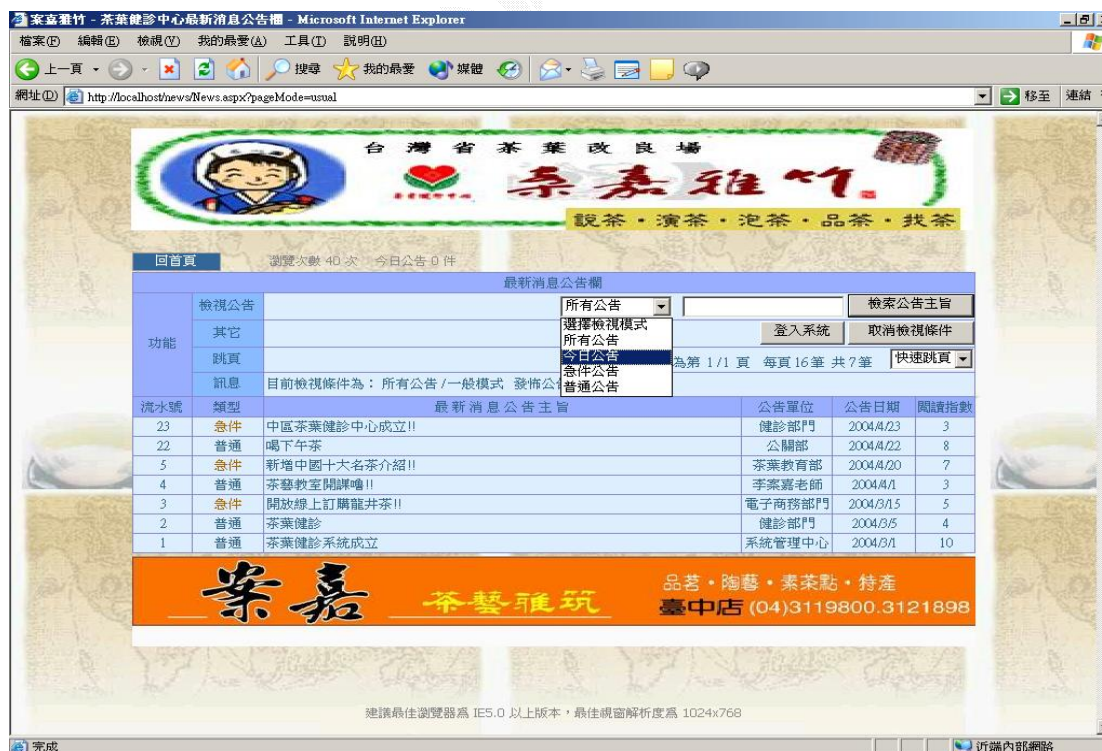 案嘉雅竹 - 茶葉健診中心最新消息公告欄 - Microsoft Internet Explorer
檔案(F) 編輯(E) 檢視(V) 我的最愛(A) 工具(T) 說明(H)
上一頁 搜尋 我的最愛 媒體
網址(D) http://localhost/news/News.aspx?pageMode=usual 移至 連結
台灣省茶葉改良場
案嘉雅竹
說茶・演茶・泡茶・品茶・找茶
回首頁 瀏覽次數 40 次 今日公告 0 件
最新消息公告欄
功能
檢視公告 所有公告 檢索公告主旨
選擇檢視模式
所有公告
今日公告
急件公告
普通公告
其它 登入系統 取消檢視條件
跳頁 為第 1/1 頁 每頁16筆 共7筆 快速跳頁
訊息 目前檢視條件為：所有公告/一般模式 發佈公
流水號 類型 最新消息公告主旨 公告單位 公告日期 閱讀指數
23 急件 中區茶葉健診中心成立!! 健診部門 2004/4/23 3
22 普通 喝下午茶 公關部 2004/4/22 8
5 急件 新增中國十大名茶介紹!! 茶葉教育部 2004/4/20 7
4 普通 茶藝教室開課嚕!! 李案嘉老師 2004/4/1 3
3 急件 開放線上訂購龍井茶!! 電子商務部門 2004/3/15 5
2 普通 茶葉健診 健診部門 2004/3/5 4
1 普通 茶葉健診系統成立 系統管理中心 2004/3/1 10
案嘉 茶藝雅筑
品茗・陶藝・素茶點・特產
臺中店 (04)3119800.3121898
建議最佳瀏覽器為 IE5.0 以上版本，最佳視窗解析度為 1024x768
完成 近端內部網路